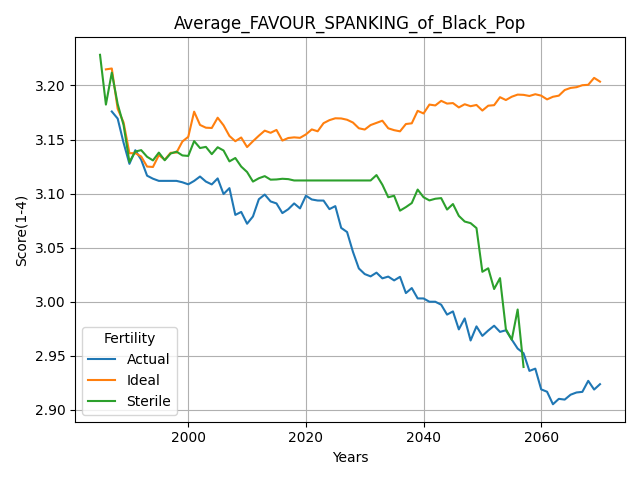 Average_FAVOUR_SPANKING_of_Black_Pop
Score(1-4)
3.20
3.15
3.10
3.05
3.00
2.95
2.90
Fertility
Actual
Ideal
Sterile
2000
2020
2040
2060
Years